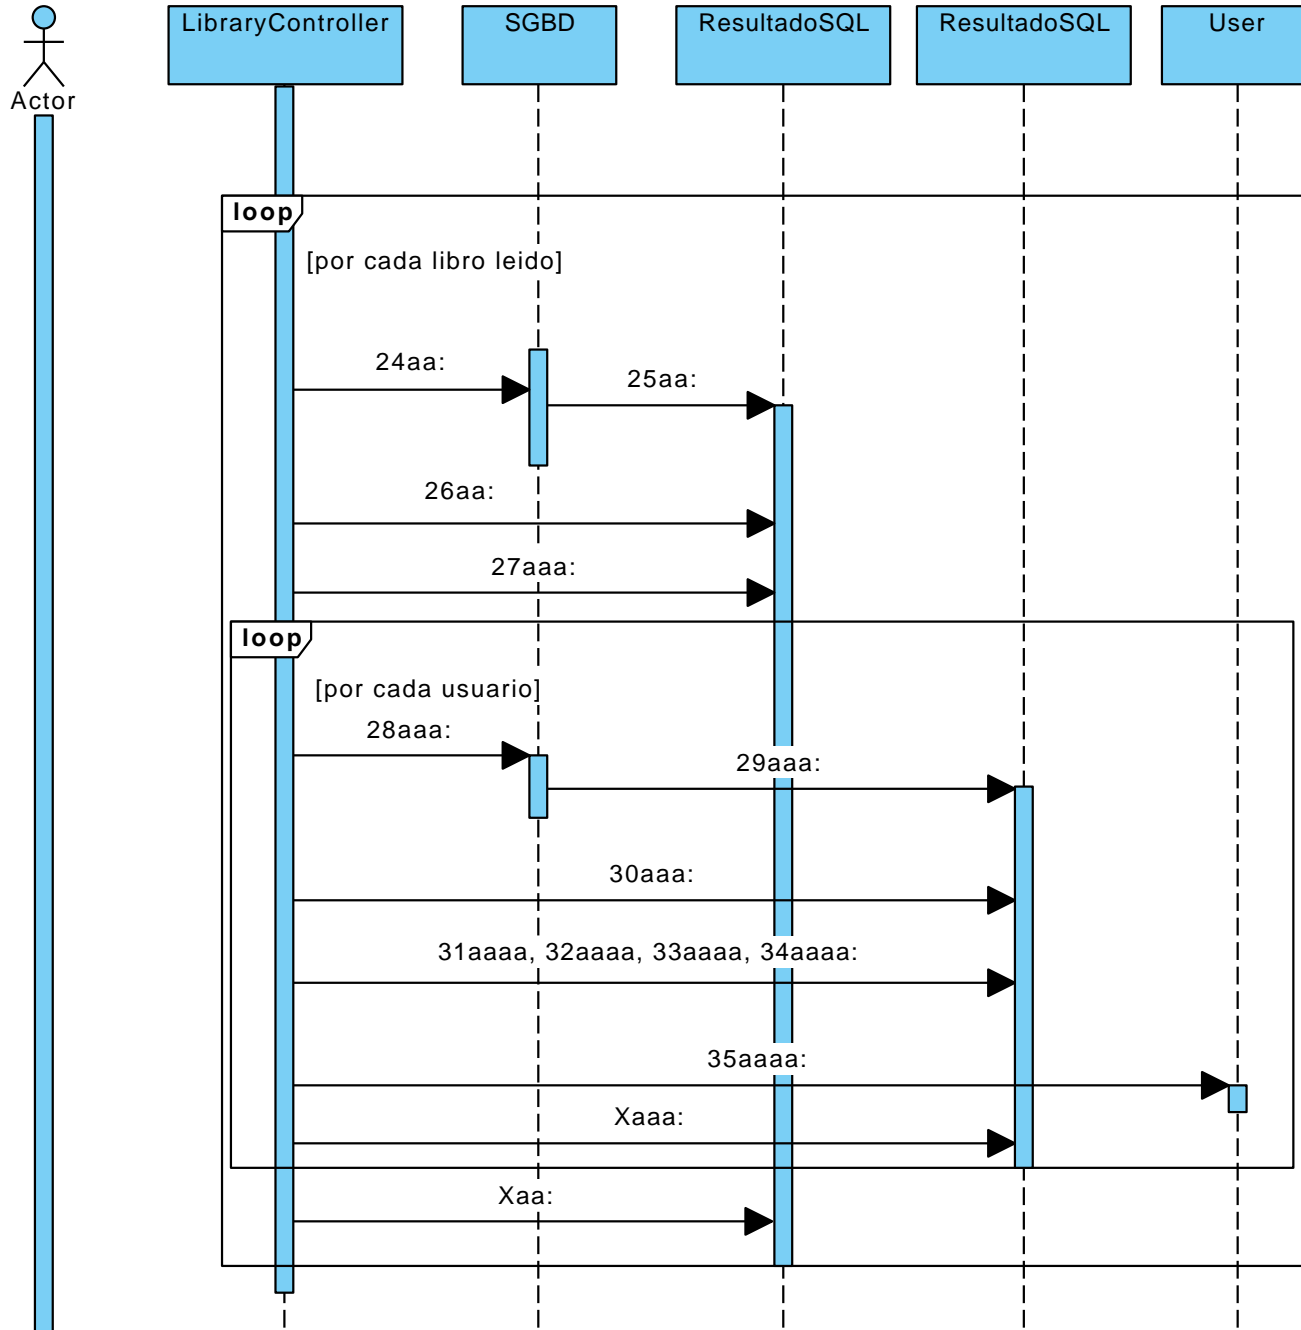 Actor
LibraryController
SGBD
ResultadoSQL
ResultadoSQL
User
loop
[por cada libro leido]
24aa:
25aa:
26aa:
27aaa:
loop
[por cada usuario]
28aaa:
29aaa:
30aaa:
31aaaa, 32aaaa, 33aaaa, 34aaaa:
35aaaa:
Xaaa:
Xaa: